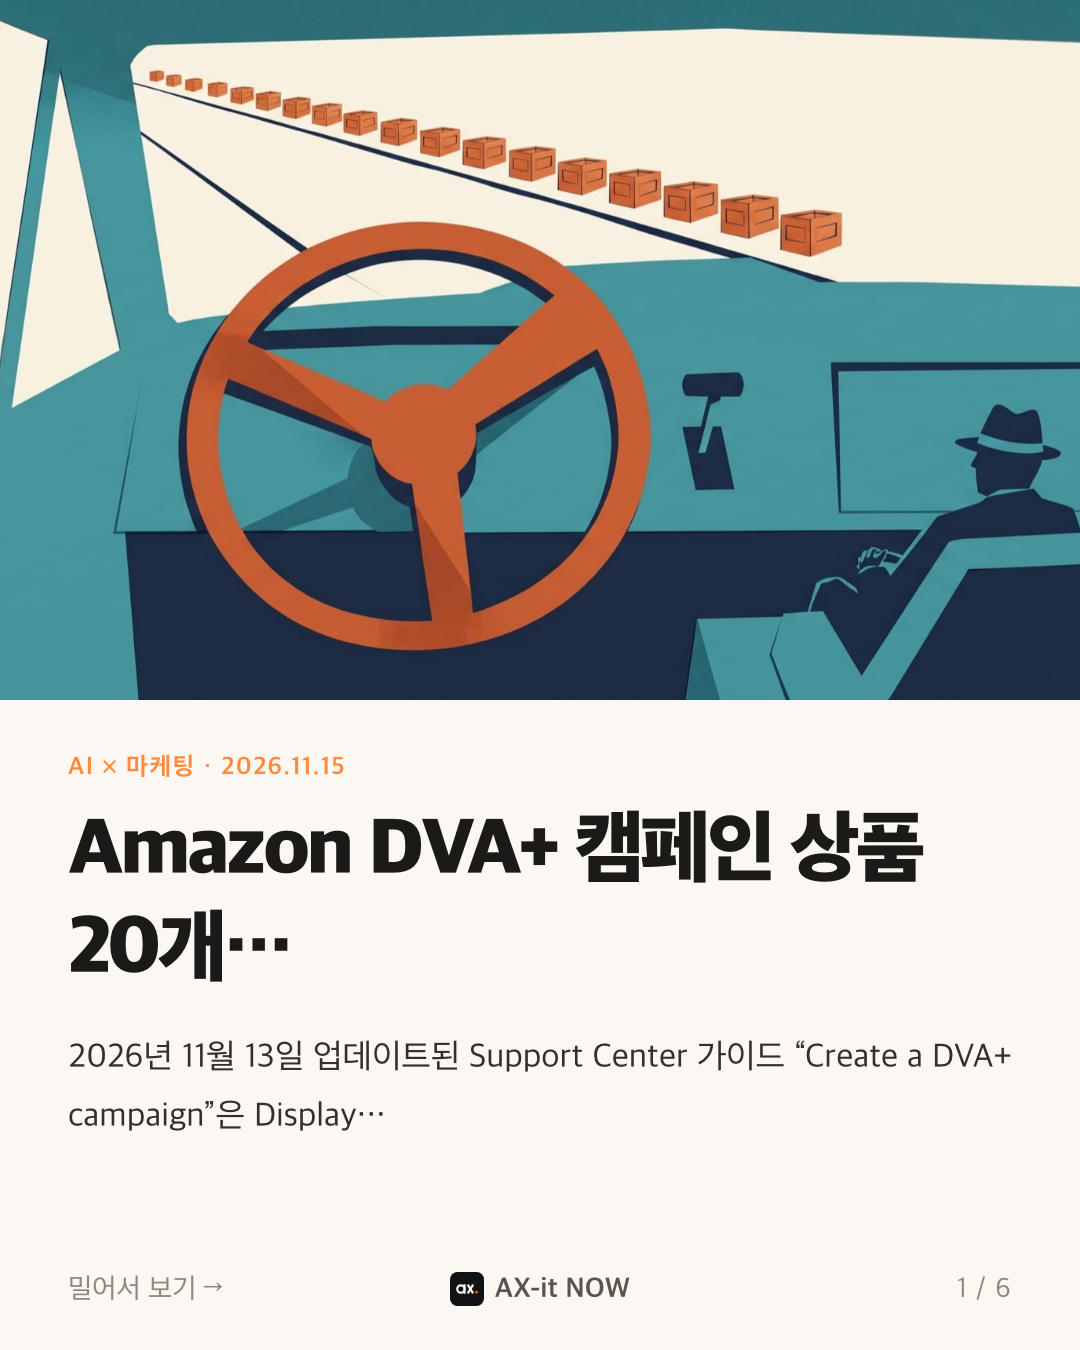 AI × 마케팅 · 2026.11.15
Amazon DVA+ 캠페인 상품
20개…
2026년 11월 13일 업데이트된 Support Center 가이드 “Create a DVA+
campaign”은 Display…
밀어서 보기 →
ax. AX-it NOW
1 / 6